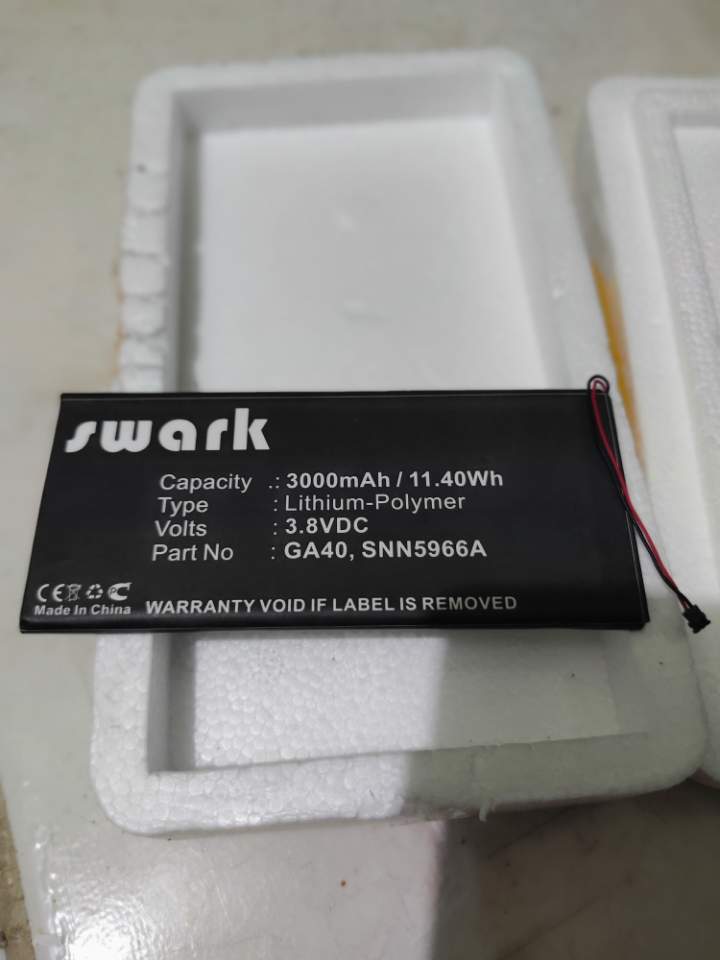 swark
Capacity .: 3000mAh / 11.40Wh
Type : Lithium-Polymer
Volts : 3.8VDC
Part No : GA40, SNN5966A
CE
Made In China WARRANTY VOID IF LABEL IS REMOVED